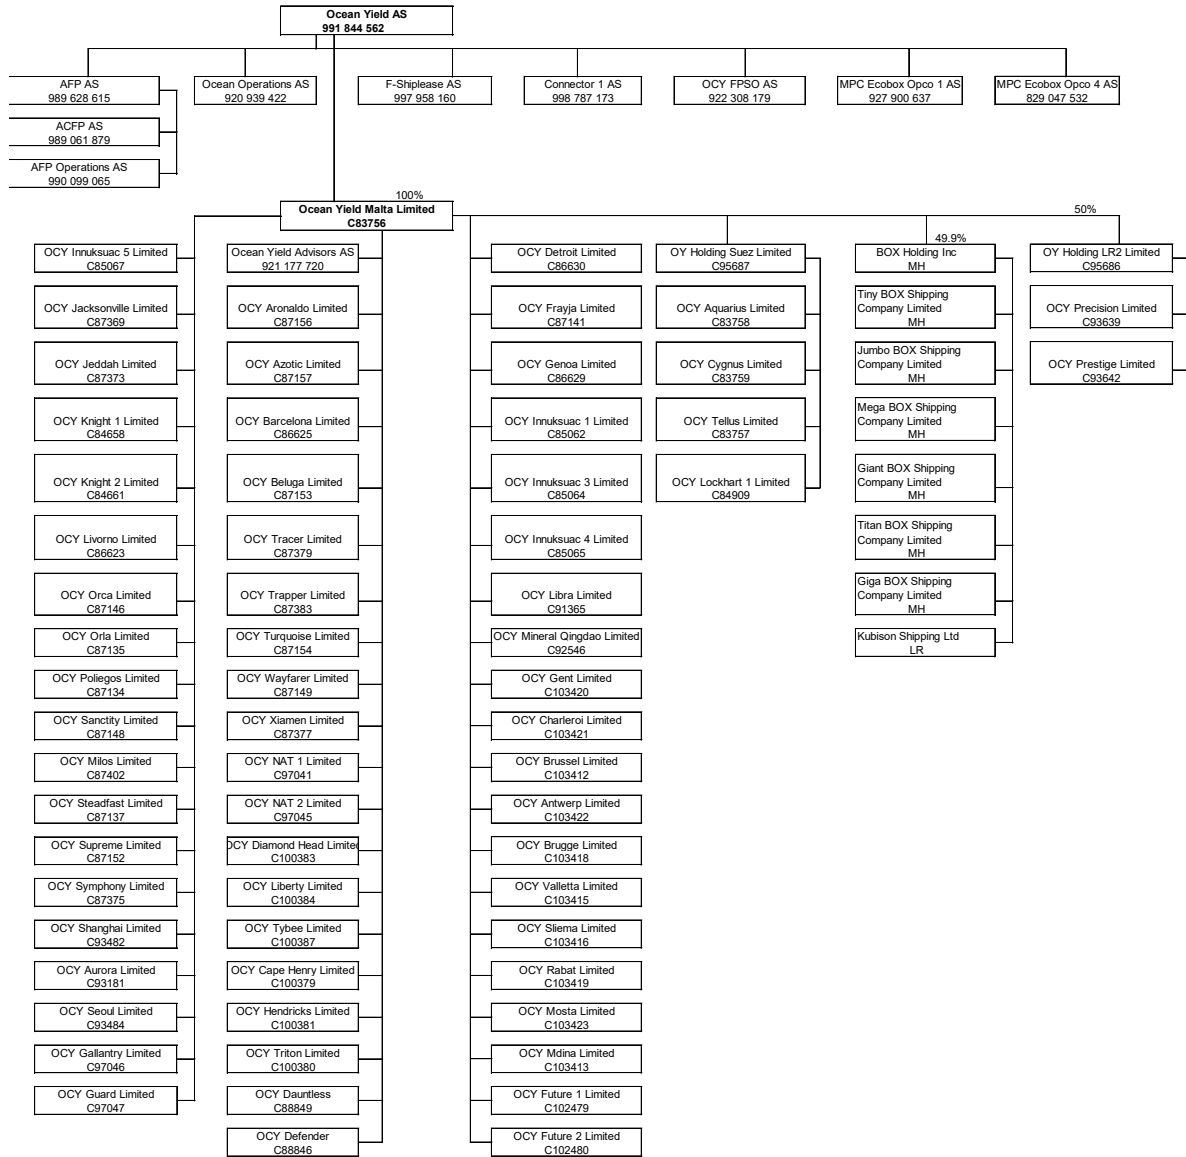 Ocean Yield AS
991 844 562
AFP AS
989 628 615
Ocean Operations AS
920 939 422
F-Shiplease AS
997 958 160
Connector 1 AS
998 787 173
OCY FPSO AS
922 308 179
MPC Ecobox Opco 1 AS
927 900 637
MPC Ecobox Opco 4 AS
829 047 532
ACFP AS
989 061 879
AFP Operations AS
990 099 065
100%
Ocean Yield Malta Limited
C83756
50%
49.9%
OCY Innuksuac 5 Limited
C85067
OCY Jacksonville Limited
C87369
OCY Jeddah Limited
C87373
OCY Knight 1 Limited
C84658
OCY Knight 2 Limited
C84661
OCY Livorno Limited
C86623
OCY Orca Limited
C87146
OCY Orla Limited
C87135
OCY Poliegos Limited
C87134
OCY Sanctity Limited
C87148
OCY Milos Limited
C87402
OCY Steadfast Limited
C87137
OCY Supreme Limited
C87152
OCY Symphony Limited
C87375
OCY Shanghai Limited
C93482
OCY Aurora Limited
C93181
OCY Seoul Limited
C93484
OCY Gallantry Limited
C97046
OCY Guard Limited
C97047
Ocean Yield Advisors AS
921 177 720
OCY Aronaldo Limited
C87156
OCY Azotic Limited
C87157
OCY Barcelona Limited
C86625
OCY Beluga Limited
C87153
OCY Tracer Limited
C87379
OCY Trapper Limited
C87383
OCY Turquoise Limited
C87154
OCY Wayfarer Limited
C87149
OCY Xiamen Limited
C87377
OCY NAT 1 Limited
C97041
OCY NAT 2 Limited
C97045
OCY Diamond Head Limited
C100383
OCY Liberty Limited
C100384
OCY Tybee Limited
C100387
OCY Cape Henry Limited
C100379
OCY Hendricks Limited
C100381
OCY Triton Limited
C100380
OCY Dauntless
C88849
OCY Defender
C88846
OCY Detroit Limited
C86630
OCY Frayja Limited
C87141
OCY Genoa Limited
C86629
OCY Innuksuac 1 Limited
C85062
OCY Innuksuac 3 Limited
C85064
OCY Innuksuac 4 Limited
C85065
OCY Libra Limited
C91365
OCY Mineral Qingdao Limited
C92546
OCY Gent Limited
C103420
OCY Charleroi Limited
C103421
OCY Brussel Limited
C103412
OCY Antwerp Limited
C103422
OCY Brugge Limited
C103418
OCY Valletta Limited
C103415
OCY Sliema Limited
C103416
OCY Rabat Limited
C103419
OCY Mosta Limited
C103423
OCY Mdina Limited
C103413
OCY Future 1 Limited
C102479
OCY Future 2 Limited
C102480
OY Holding Suez Limited
C95687
OCY Aquarius Limited
C83758
OCY Cygnus Limited
C83759
OCY Tellus Limited
C83757
OCY Lockhart 1 Limited
C84909
BOX Holding Inc
MH
Tiny BOX Shipping
Company Limited
MH
Jumbo BOX Shipping
Company Limited
MH
Mega BOX Shipping
Company Limited
MH
Giant BOX Shipping
Company Limited
MH
Titan BOX Shipping
Company Limited
MH
Giga BOX Shipping
Company Limited
MH
Kubison Shipping Ltd
LR
OY Holding LR2 Limited
C95686
OCY Precision Limited
C93639
OCY Prestige Limited
C93642